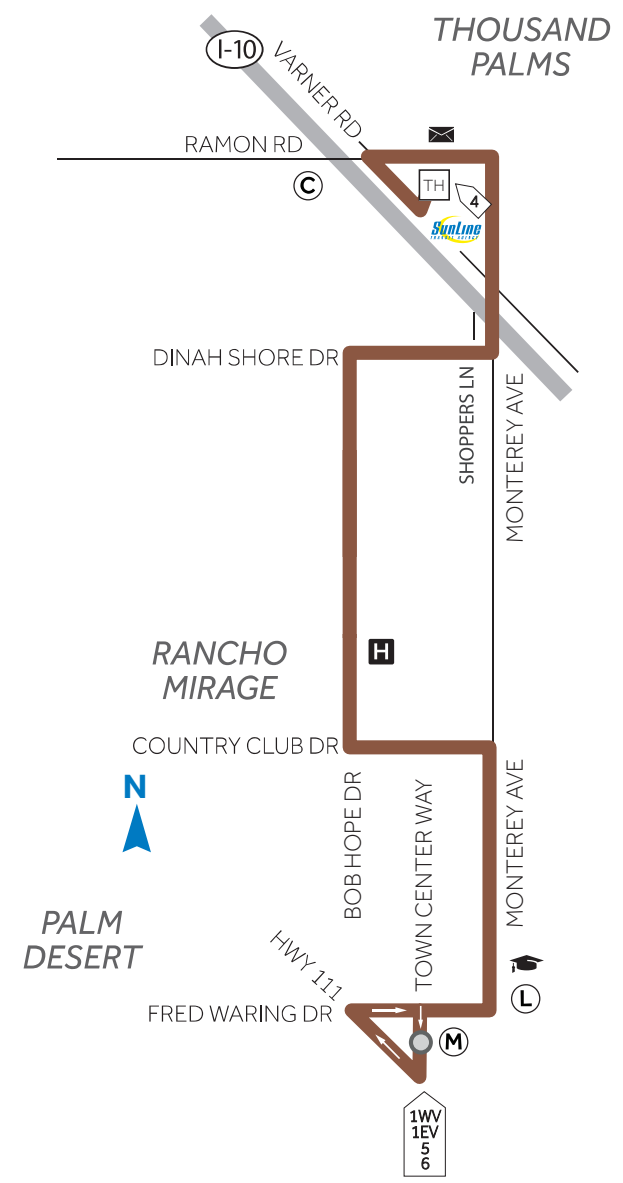 THOUSAND
PALMS
I-10
VARNER RD
RAMON RD
C
TH
4
SunLine
DINAH SHORE DR
SHOPPERS LN
MONTEREY AVE
H
RANCHO
MIRAGE
COUNTRY CLUB DR
N
BOB HOPE DR
TOWN CENTER WAY
MONTEREY AVE
PALM
DESERT
HWY 111
L
FRED WARING DR
M
1WV
1EV
5
6